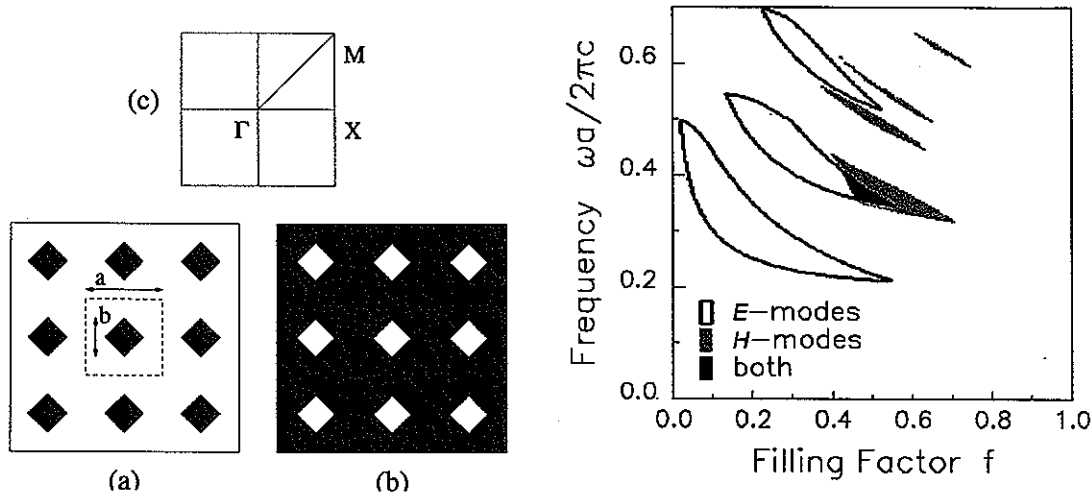 (c)
M
Γ
X
a
b
(a)
(b)
Frequency ωa/2πc
0.6
0.4
0.2
0.0
E-modes
H-modes
both
0.0 0.2 0.4 0.6 0.8 1.0
Filling Factor f